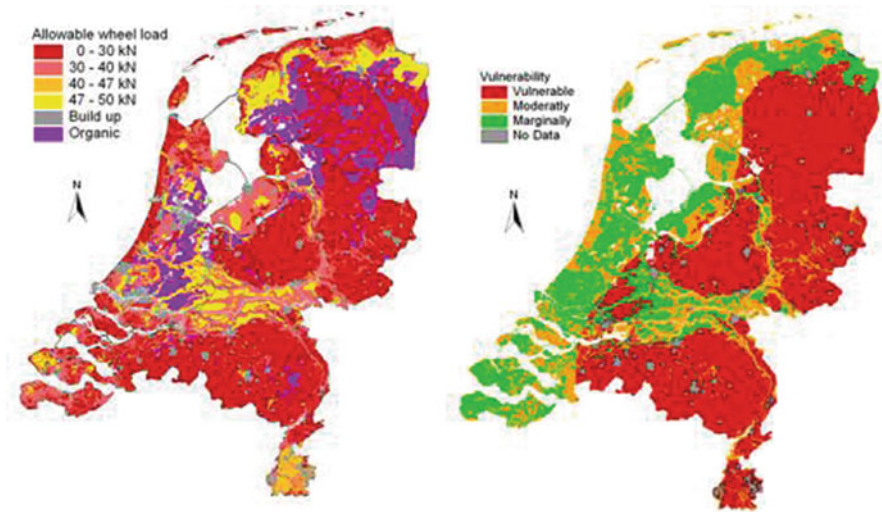 Allowable wheel load
0 - 30 kN
30 - 40 kN
40 - 47 kN
47 - 50 kN
Build up
Organic
N
Vulnerability
Vulnerable
Moderatly
Marginally
No Data
N